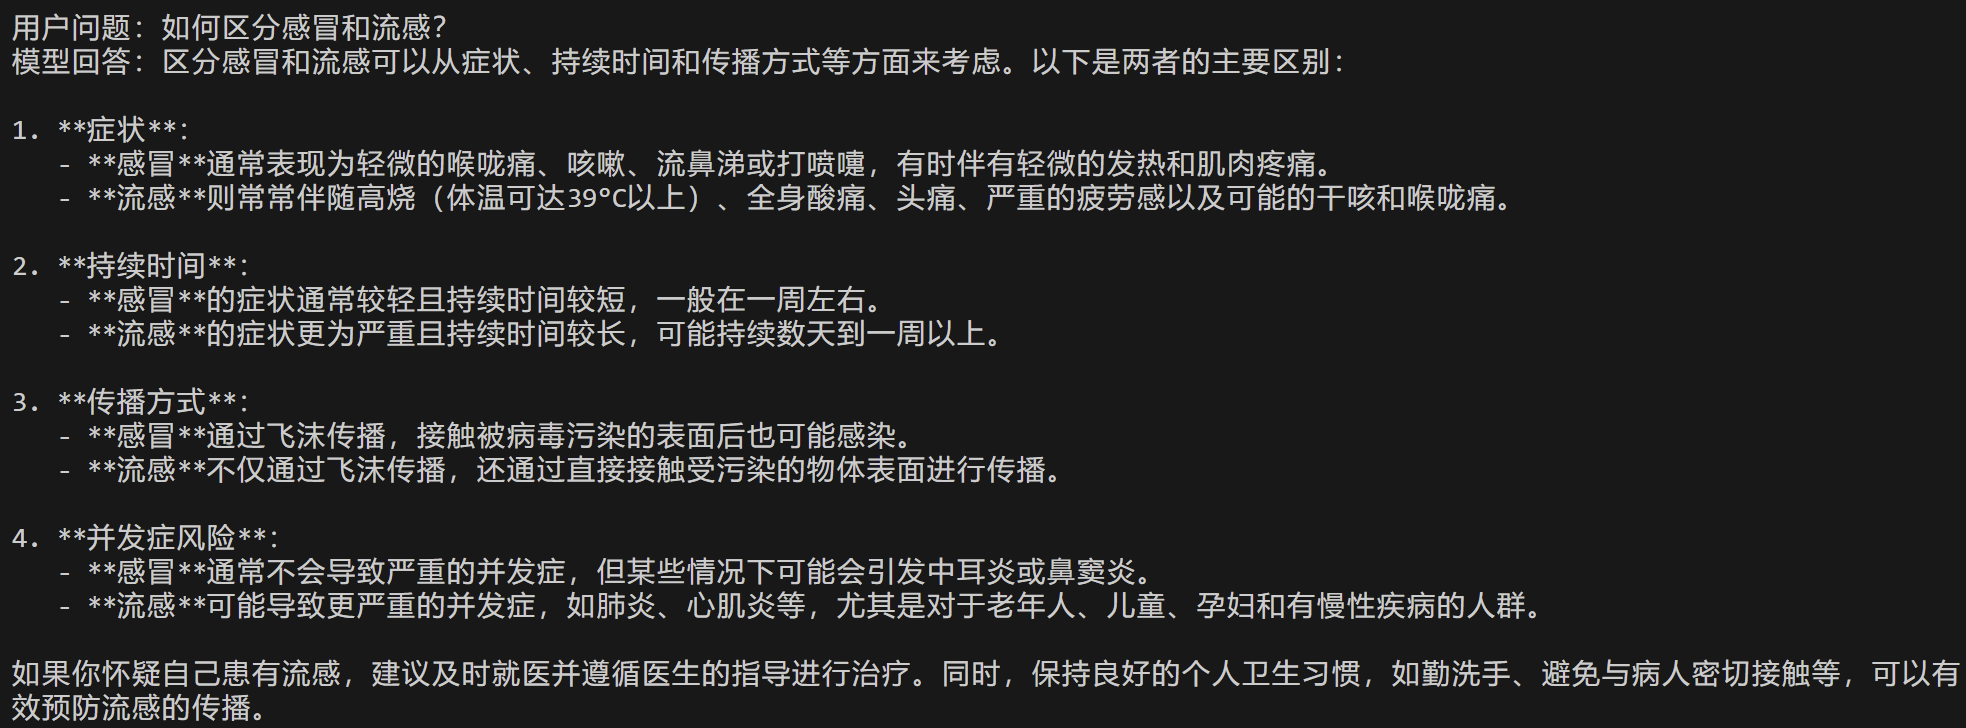 用户问题：如何区分感冒和流感？
模型回答：区分感冒和流感可以从症状、持续时间和传播方式等方面来考虑。以下是两者的主要区别：
1. **症状**：
- **感冒**通常表现为轻微的喉咙痛、咳嗽、流鼻涕或打喷嚏，有时伴有轻微的发热和肌肉疼痛。
- **流感**则常常伴随高烧（体温可达39°C以上）、全身酸痛、头痛、严重的疲劳感以及可能的干咳和喉咙痛。
2. **持续时间**：
- **感冒**的症状通常较轻且持续时间较短，一般在一周左右。
- **流感**的症状更为严重且持续时间较长，可能持续数天到一周以上。
3. **传播方式**：
- **感冒**通过飞沫传播，接触被病毒污染的表面后也可能感染。
- **流感**不仅通过飞沫传播，还通过直接接触受污染的物体表面进行传播。
4. **并发症风险**：
- **感冒**通常不会导致严重的并发症，但某些情况下可能会引发中耳炎或鼻窦炎。
- **流感**可能导致更严重的并发症，如肺炎、心肌炎等，尤其是对于老年人、儿童、孕妇和有慢性疾病的人群。
如果你怀疑自己患有流感，建议及时就医并遵循医生的指导进行治疗。同时，保持良好的个人卫生习惯，如勤洗手、避免与病人密切接触等，可以有
效预防流感的传播。